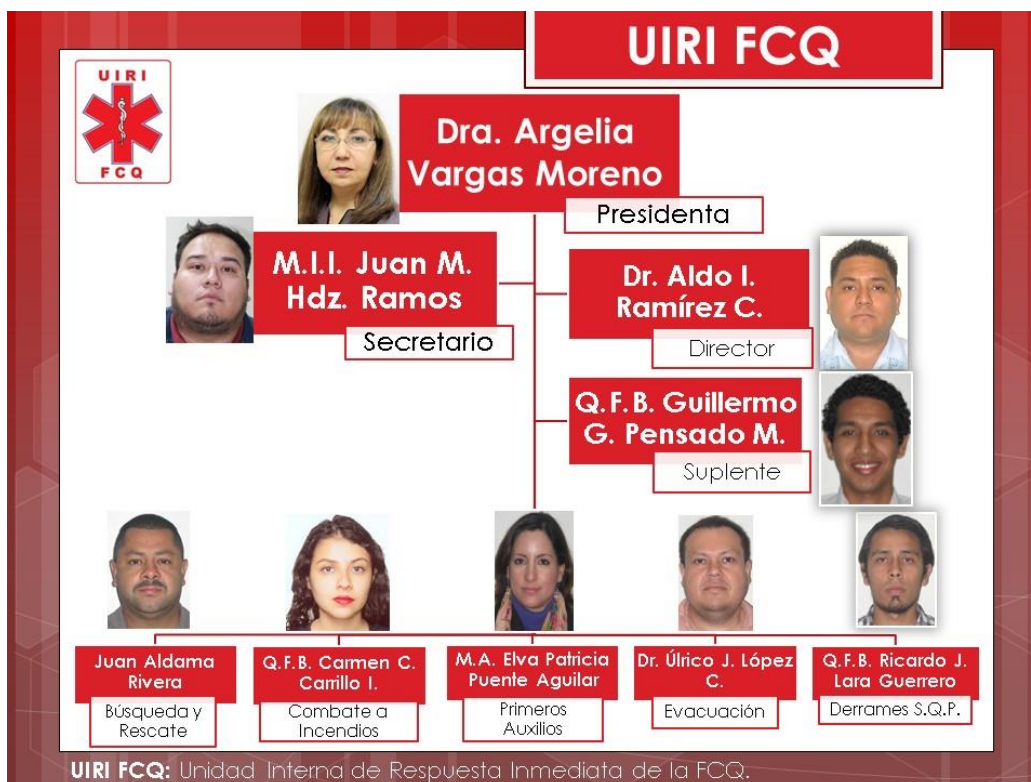 UIRI FCQ
UIRI
FCQ
Dra. Argelia
Vargas Moreno
Presidenta
M.I.I. Juan M.
Hdz. Ramos
Secretario
Dr. Aldo I.
Ramírez C.
Director
Q.F.B. Guillermo
G. Pensado M.
Suplente
Juan Aldama
Rivera
Búsqueda y
Rescate
Q.F.B. Carmen C.
Carrillo I.
Combate a
Incendios
M.A. Elva Patricia
Puente Aguilar
Primeros
Auxilios
Dr. Úlrico J. López
C.
Evacuación
Q.F.B. Ricardo J.
Lara Guerrero
Derrames S.Q.P.
UIRI FCQ: Unidad Interna de Respuesta Inmediata de la FCQ.